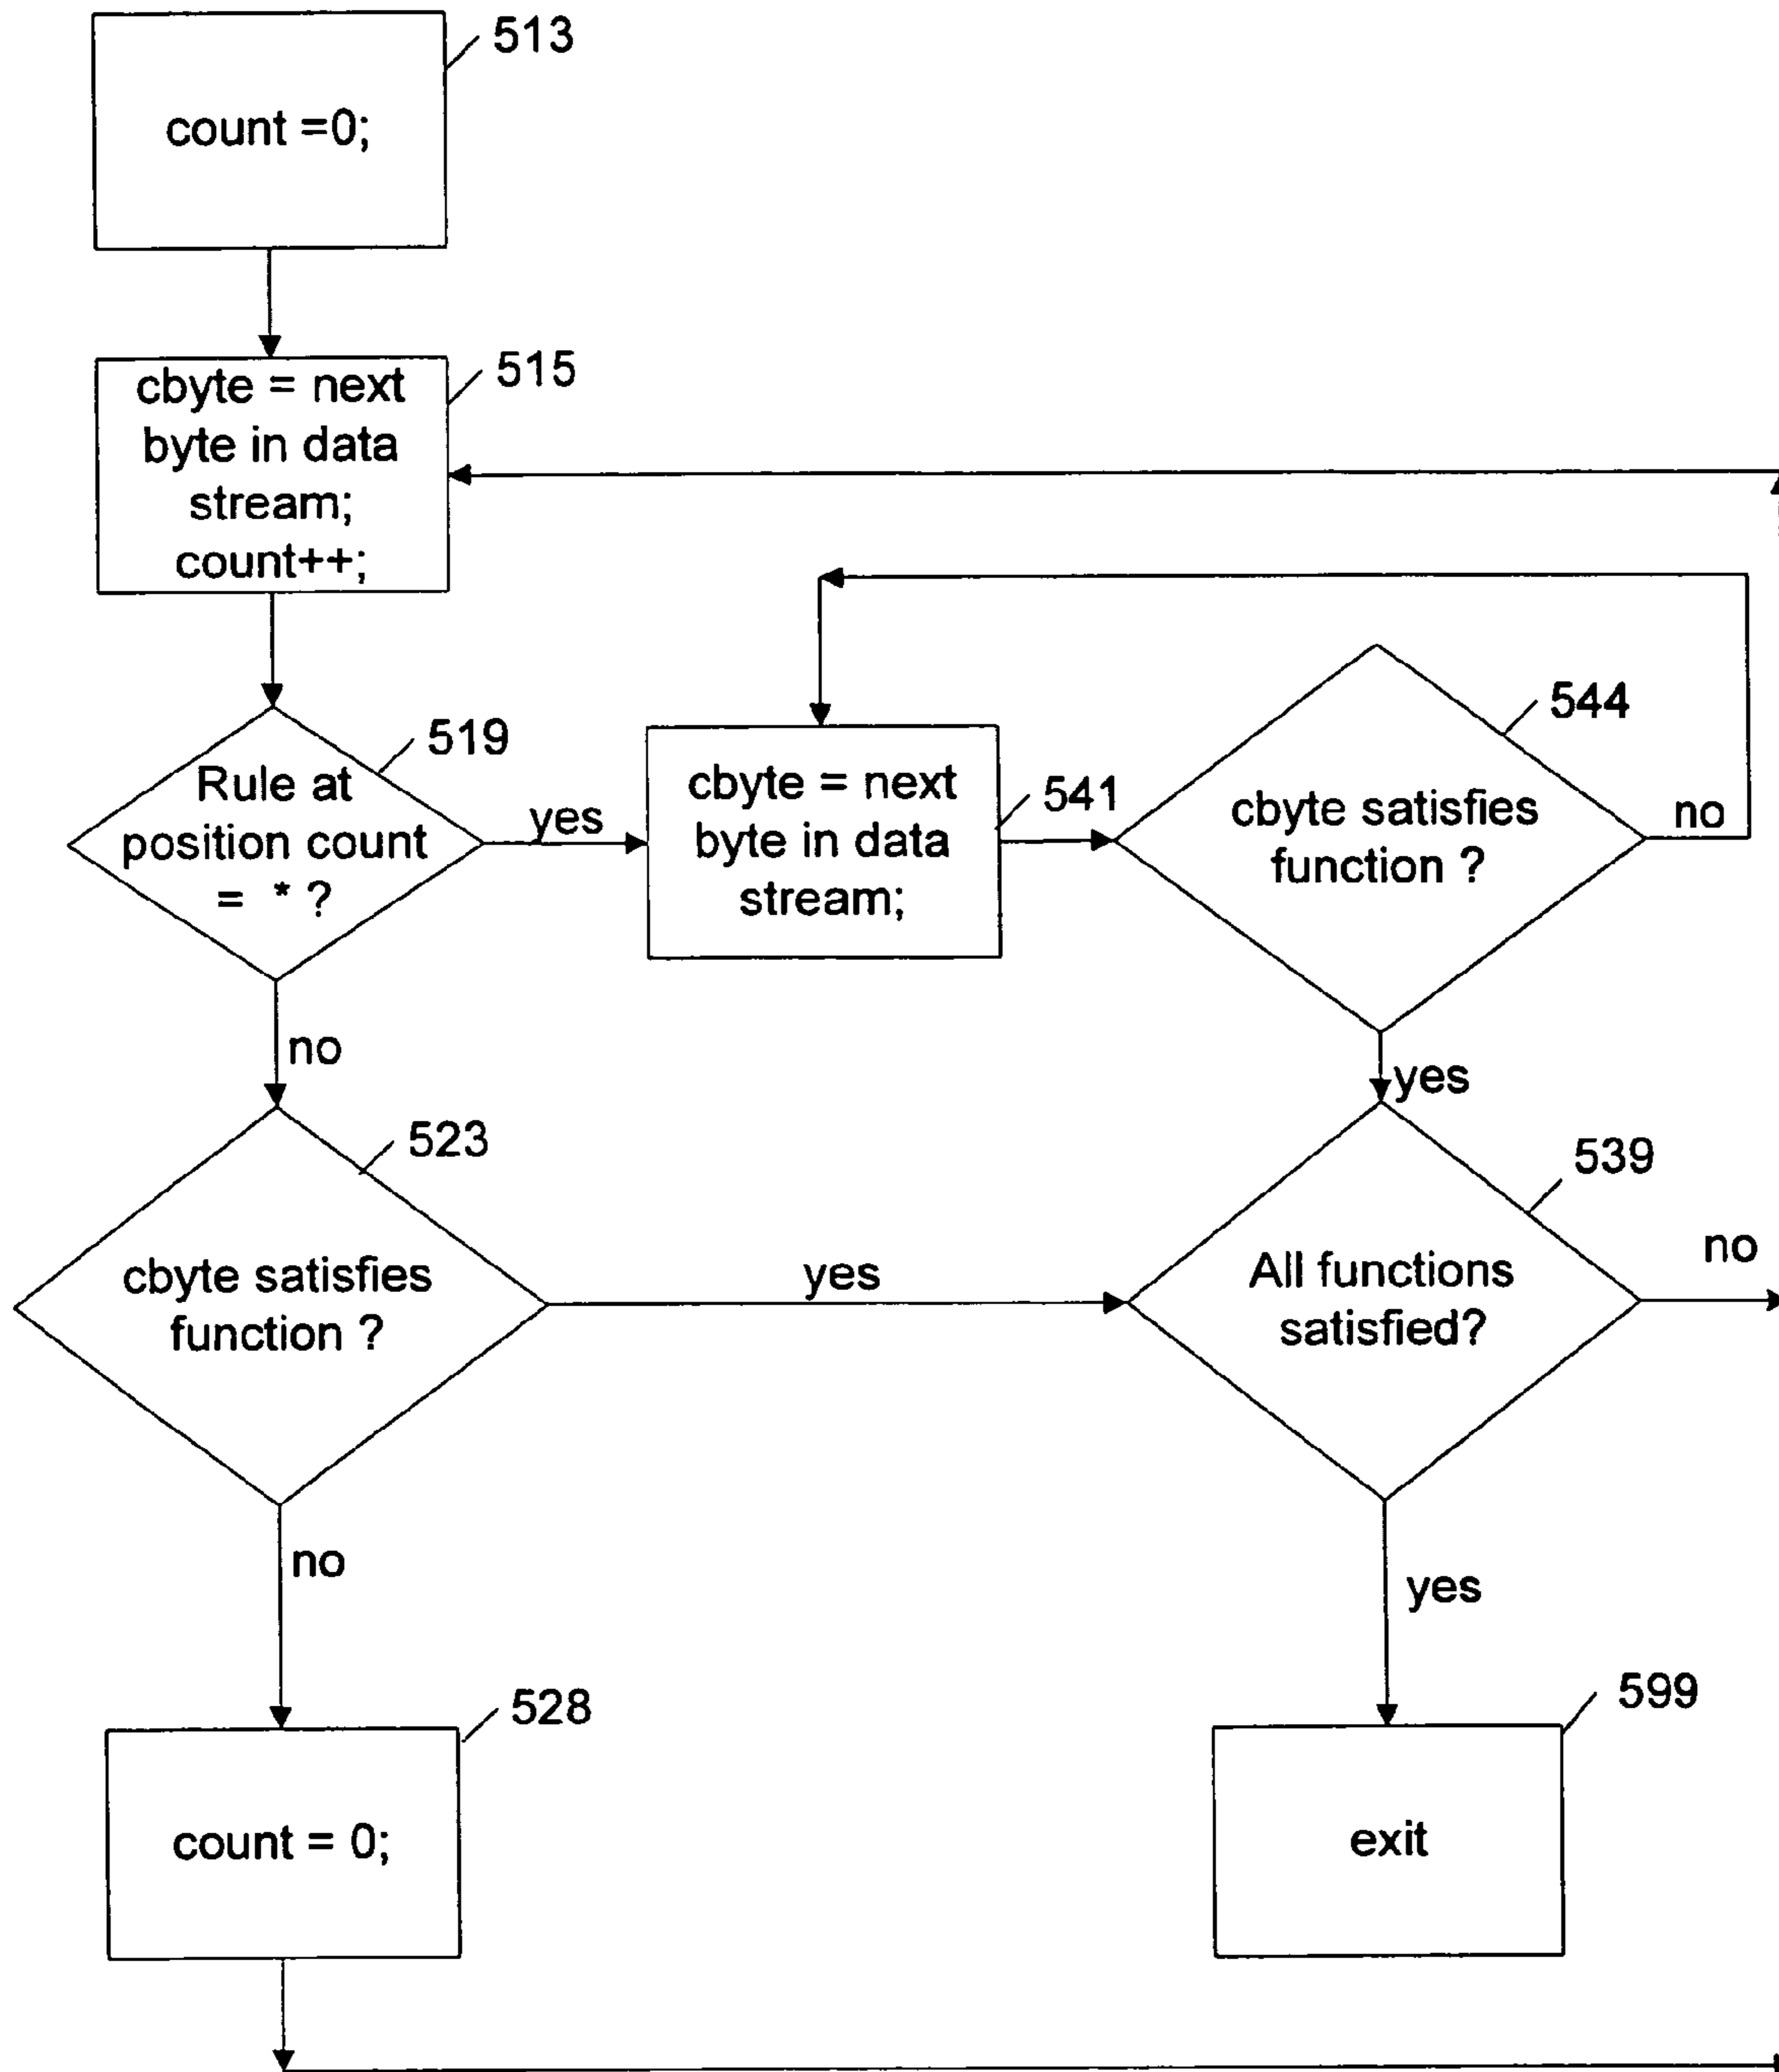 513
count =0;
515
cbyte = next
byte in data
stream;
count++;
519
Rule at
position count
= * ?
yes
cbyte = next
byte in data
stream;
541
544
cbyte satisfies
function ?
no
no
yes
523
cbyte satisfies
function ?
yes
539
All functions
satisfied?
no
no
yes
528
count = 0;
599
exit